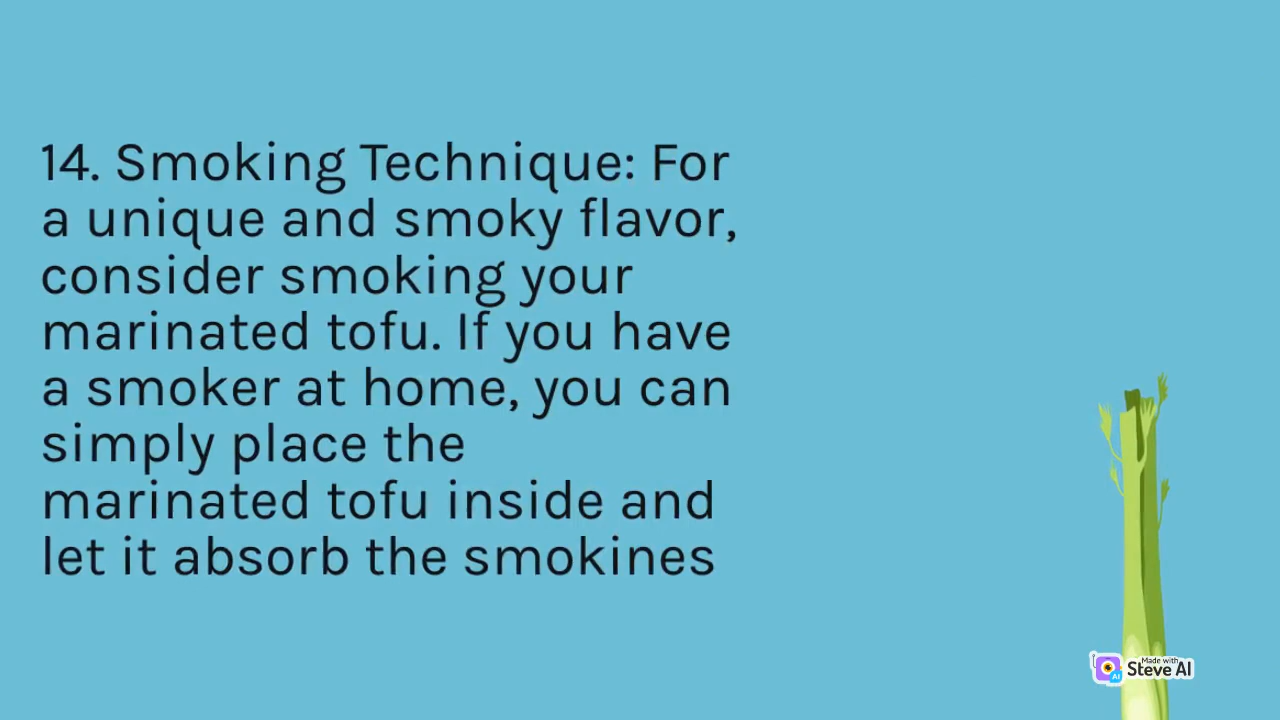 14. Smoking Technique: For
a unique and smoky flavor,
consider smoking your
marinated tofu. If you have
a smoker at home, you can
simply place the
marinated tofu inside and
let it absorb the smokines
Made with
Steve AI
AI